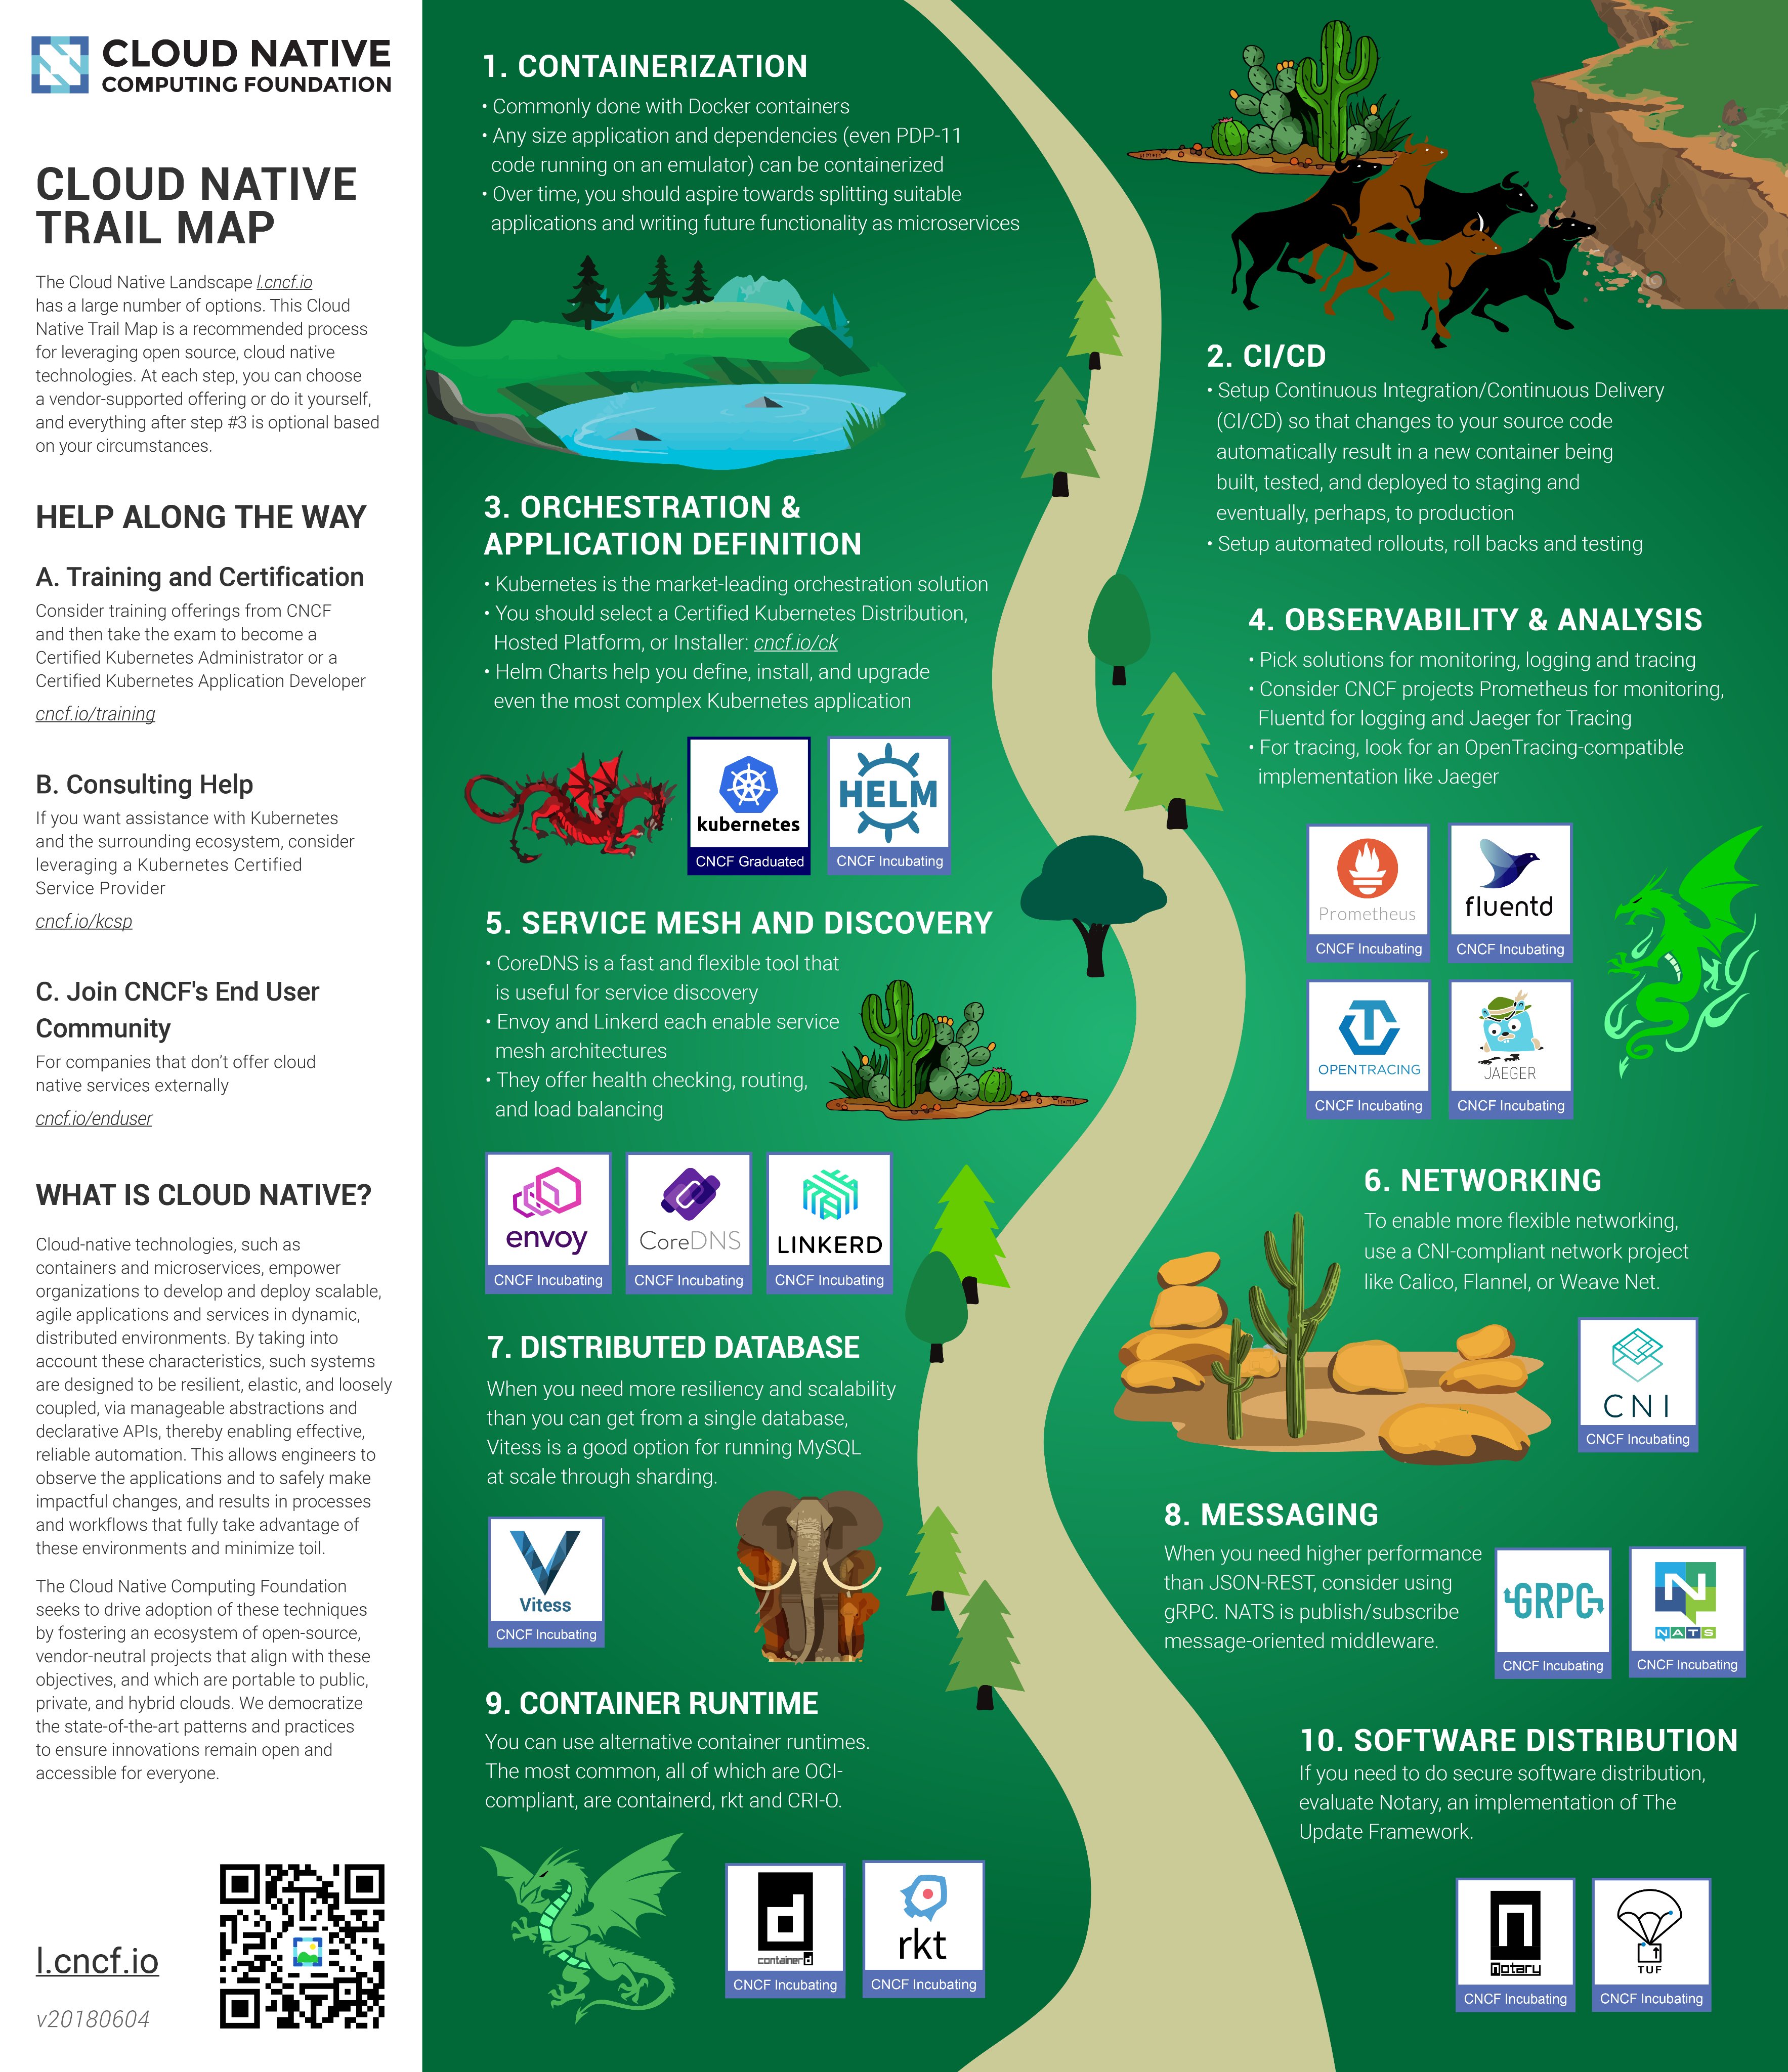 CLOUD NATIVE
COMPUTING FOUNDATION
CLOUD NATIVE
TRAIL MAP
The Cloud Native Landscape l.cncf.io
has a large number of options. This Cloud
Native Trail Map is a recommended process
for leveraging open source, cloud native
technologies. At each step, you can choose
a vendor-supported offering or do it yourself,
and everything after step #3 is optional based
on your circumstances.
HELP ALONG THE WAY
A. Training and Certification
Consider training offerings from CNCF
and then take the exam to become a
Certified Kubernetes Administrator or a
Certified Kubernetes Application Developer
cncf.io/training
B. Consulting Help
If you want assistance with Kubernetes
and the surrounding ecosystem, consider
leveraging a Kubernetes Certified
Service Provider
cncf.io/kcsp
C. Join CNCF's End User
Community
For companies that don't offer cloud
native services externally
cncf.io/enduser
WHAT IS CLOUD NATIVE?
Cloud-native technologies, such as
containers and microservices, empower
organizations to develop and deploy scalable,
agile applications and services in dynamic,
distributed environments. By taking into
account these characteristics, such systems
are designed to be resilient, elastic, and loosely
coupled, via manageable abstractions and
declarative APIs, thereby enabling effective,
reliable automation. This allows engineers to
observe the applications and to safely make
impactful changes, and results in processes
and workflows that fully take advantage of
these environments and minimize toil.
The Cloud Native Computing Foundation
seeks to drive adoption of these techniques
by fostering an ecosystem of open-source,
vendor-neutral projects that align with these
objectives, and which are portable to public,
private, and hybrid clouds. We democratize
the state-of-the-art patterns and practices
to ensure innovations remain open and
accessible for everyone.
l.cncf.io
v20180604
1. CONTAINERIZATION
• Commonly done with Docker containers
• Any size application and dependencies (even PDP-11
code running on an emulator) can be containerized
• Over time, you should aspire towards splitting suitable
applications and writing future functionality as microservices
2. CI/CD
• Setup Continuous Integration/Continuous Delivery
(CI/CD) so that changes to your source code
automatically result in a new container being
built, tested, and deployed to staging and
eventually, perhaps, to production
• Setup automated rollouts, roll backs and testing
3. ORCHESTRATION &
APPLICATION DEFINITION
• Kubernetes is the market-leading orchestration solution
• You should select a Certified Kubernetes Distribution,
Hosted Platform, or Installer: cncf.io/ck
• Helm Charts help you define, install, and upgrade
even the most complex Kubernetes application
kubernetes
CNCF Graduated
HELM
CNCF Incubating
4. OBSERVABILITY & ANALYSIS
• Pick solutions for monitoring, logging and tracing
• Consider CNCF projects Prometheus for monitoring,
Fluentd for logging and Jaeger for Tracing
• For tracing, look for an OpenTracing-compatible
implementation like Jaeger
Prometheus
CNCF Incubating
fluentd
CNCF Incubating
OPENTRACING
CNCF Incubating
JAEGER
CNCF Incubating
5. SERVICE MESH AND DISCOVERY
• CoreDNS is a fast and flexible tool that
is useful for service discovery
• Envoy and Linkerd each enable service
mesh architectures
• They offer health checking, routing,
and load balancing
envoy
CNCF Incubating
CoreDNS
CNCF Incubating
LINKERD
CNCF Incubating
6. NETWORKING
To enable more flexible networking,
use a CNI-compliant network project
like Calico, Flannel, or Weave Net.
CNI
CNCF Incubating
7. DISTRIBUTED DATABASE
When you need more resiliency and scalability
than you can get from a single database,
Vitess is a good option for running MySQL
at scale through sharding.
Vitess
CNCF Incubating
8. MESSAGING
When you need higher performance
than JSON-REST, consider using
gRPC. NATS is publish/subscribe
message-oriented middleware.
GRPC
CNCF Incubating
N
NATS
CNCF Incubating
9. CONTAINER RUNTIME
You can use alternative container runtimes.
The most common, all of which are OCI-
compliant, are containerd, rkt and CRI-O.
d
containerd
CNCF Incubating
rkt
CNCF Incubating
10. SOFTWARE DISTRIBUTION
If you need to do secure software distribution,
evaluate Notary, an implementation of The
Update Framework.
notary
CNCF Incubating
TUF
CNCF Incubating